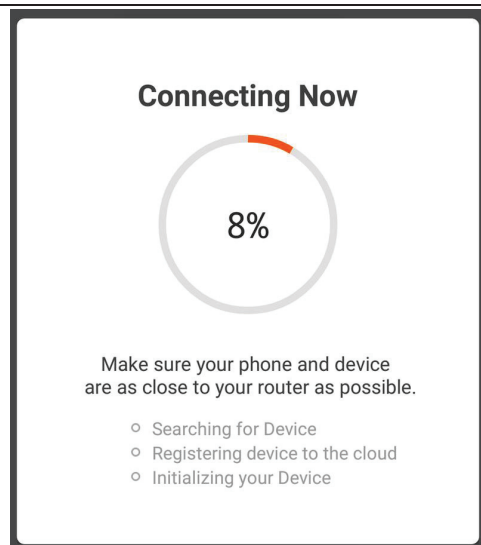 Connecting Now
8%
Make sure your phone and device
are as close to your router as possible.
Searching for Device
Registering device to the cloud
Initializing your Device